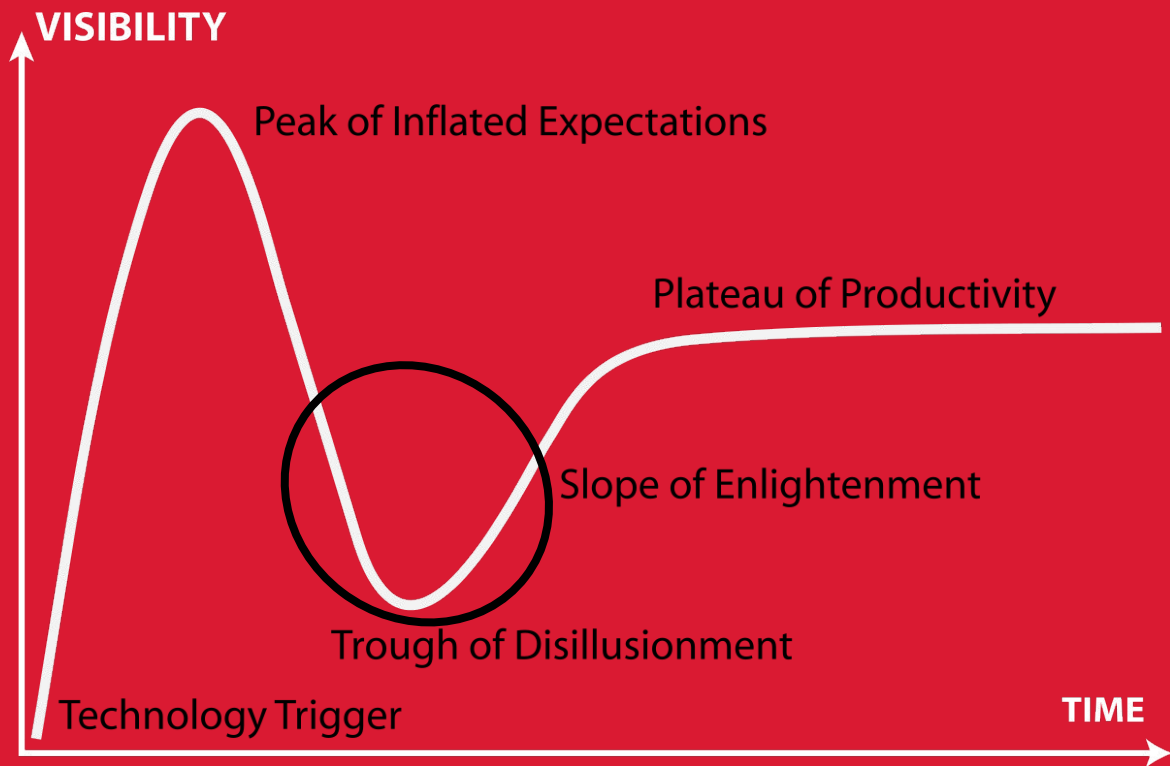 VISIBILITY
Peak of Inflated Expectations
Plateau of Productivity
Slope of Enlightenment
Trough of Disillusionment
Technology Trigger
TIME